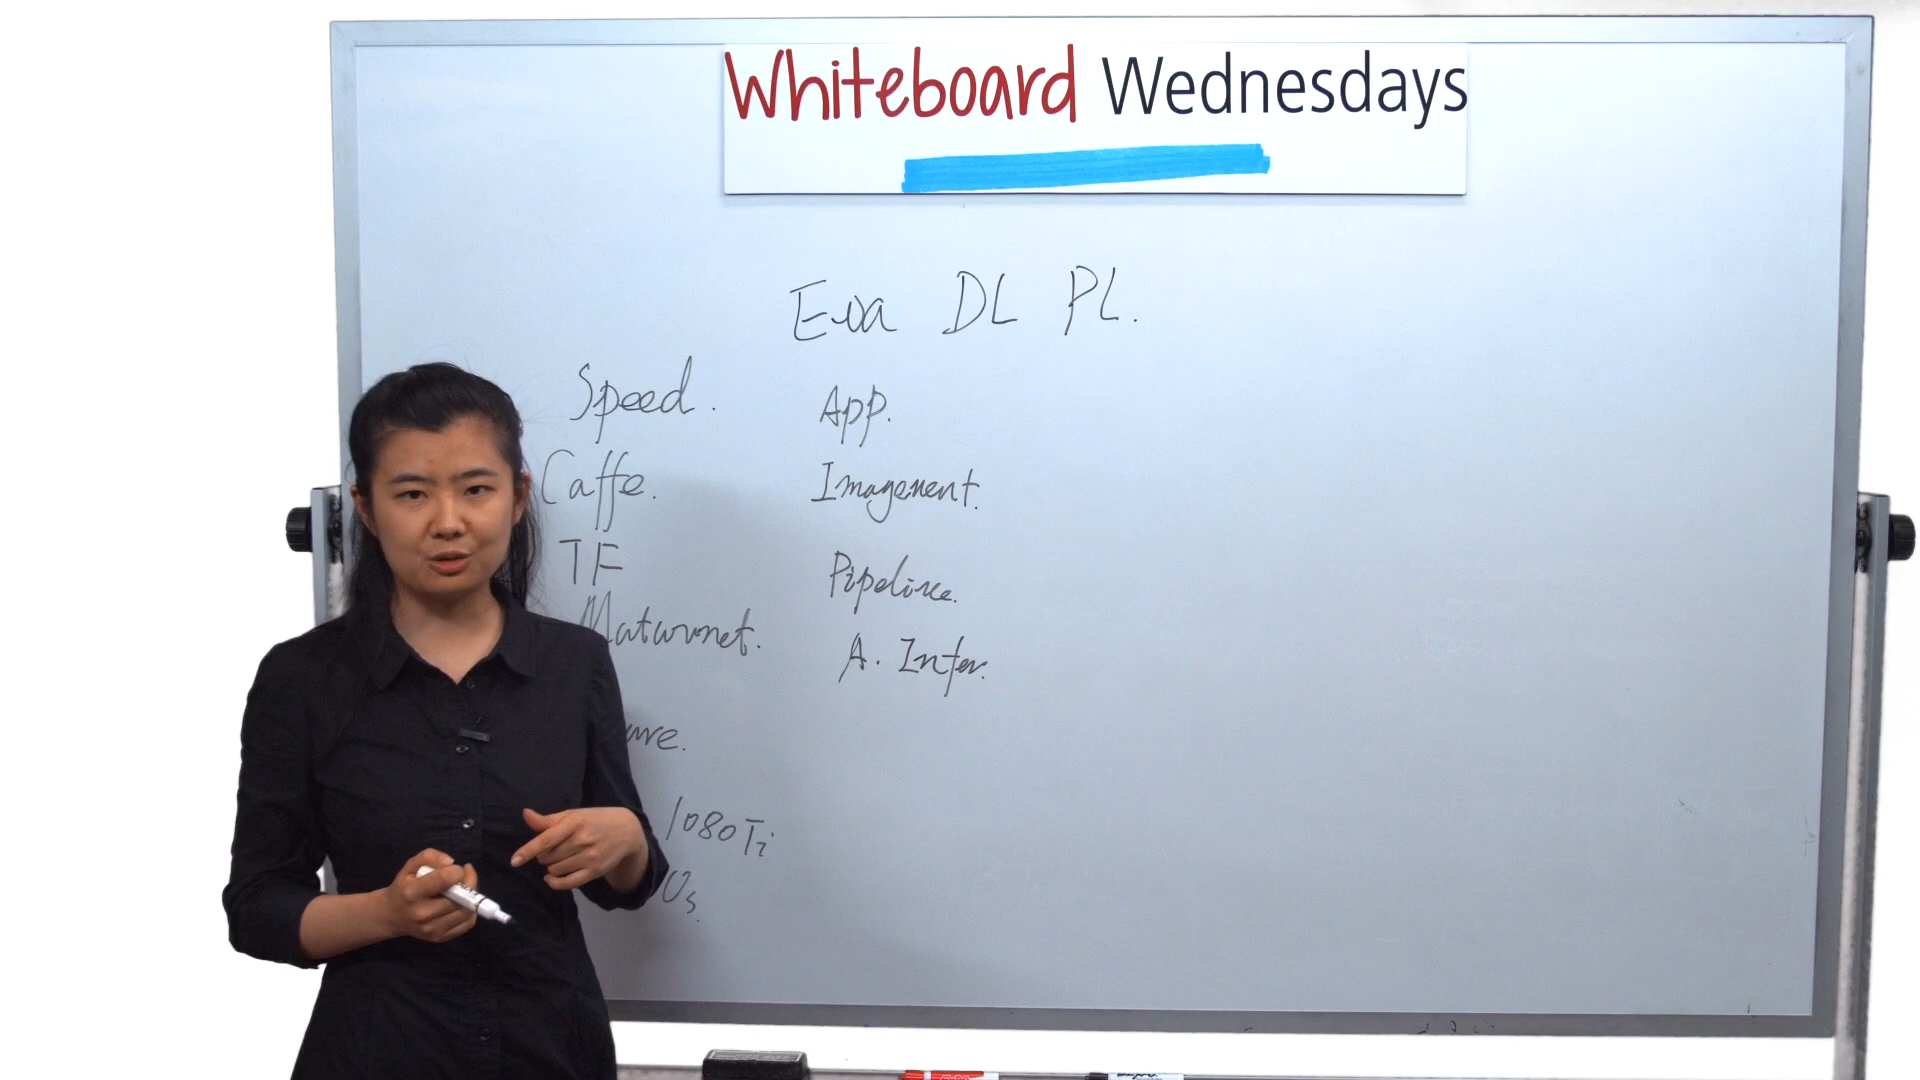 Whiteboard Wednesdays
Eva DL PL.
Speed.
Caffe.
TF
Matconvnet.
1080Ti
App.
Imagenent.
Pipeline.
A. Infer.